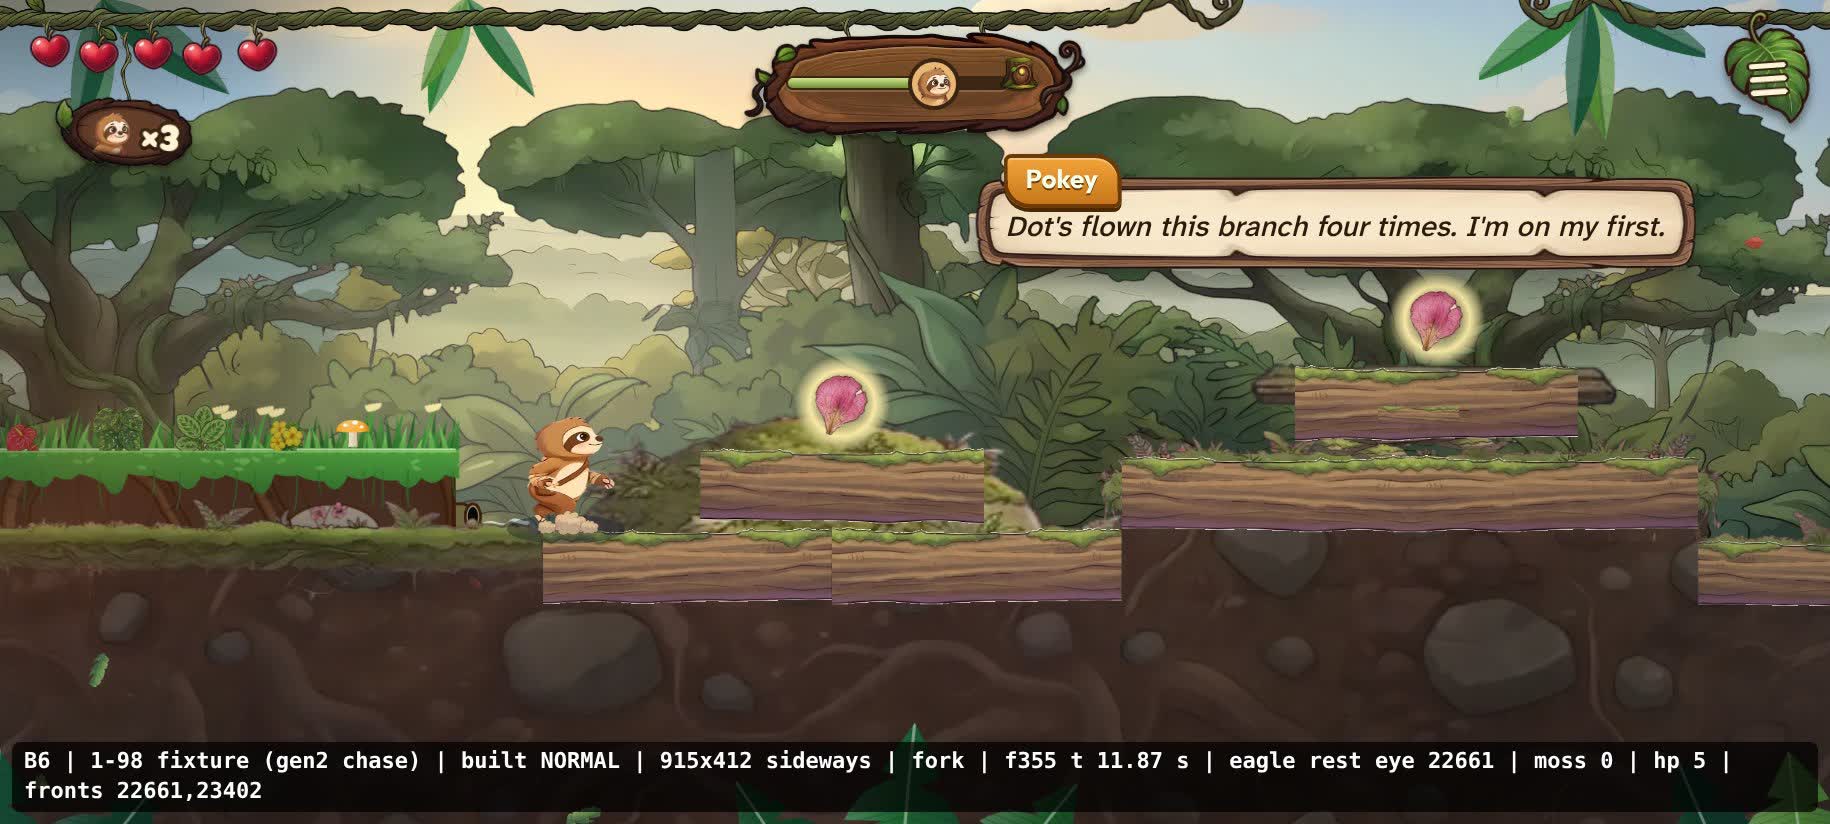 ×3
Pokey
Dot's flown this branch four times. I'm on my first.
B6 | 1-98 fixture (gen2 chase) | built NORMAL | 915x412 sideways | fork | f355 t 11.87 s | eagle rest eye 22661 | moss 0 | hp 5 |
fronts 22661,23402